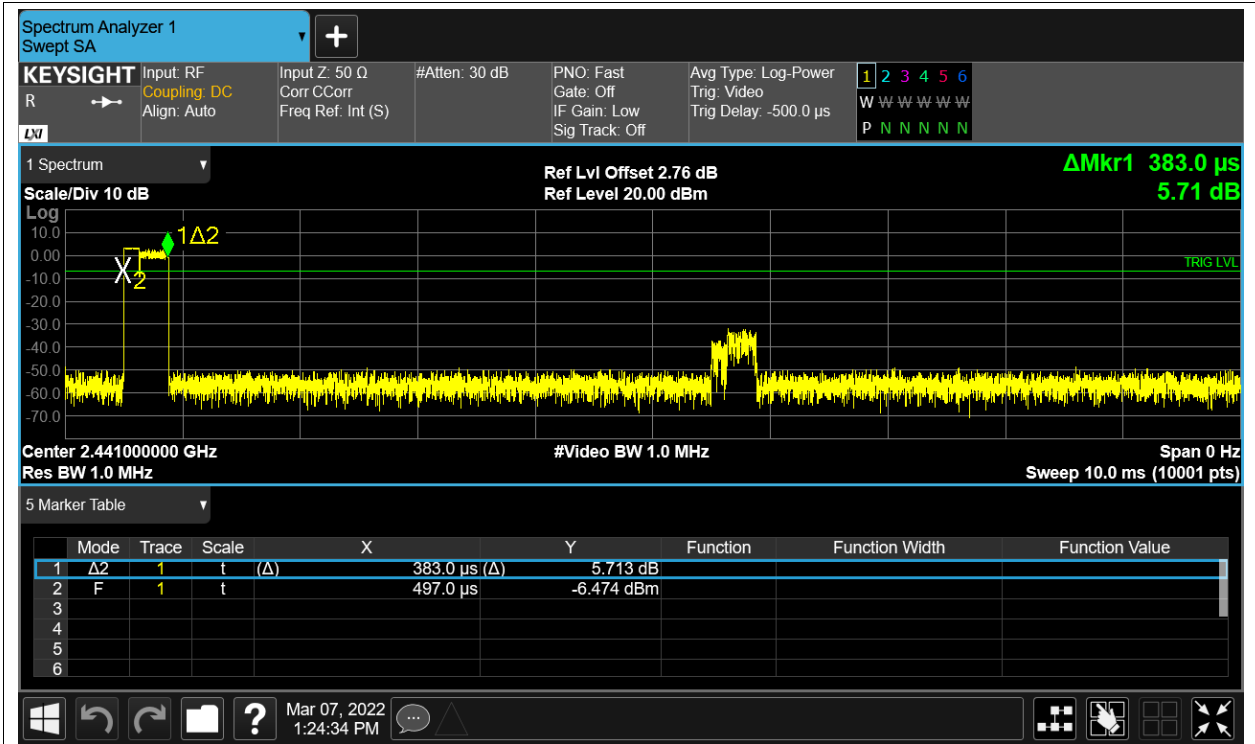 Spectrum Analyzer 1
Swept SA
KEYSIGHT
R
LXI
Input: RF
Coupling: DC
Align: Auto
Input Z: 50 Ω
Corr CCorr
Freq Ref: Int (S)
#Atten: 30 dB
PNO: Fast
Gate: Off
IF Gain: Low
Sig Track: Off
Avg Type: Log-Power
Trig: Video
Trig Delay: -500.0 µs
1 2 3 4 5 6
W W W W W W
P N N N N N
1 Spectrum
Scale/Div 10 dB
Ref Lvl Offset 2.76 dB
Ref Level 20.00 dBm
ΔMkr1 383.0 µs
5.71 dB
Log
10.0
0.00
-10.0
-20.0
-30.0
-40.0
-50.0
-60.0
-70.0
1Δ2
X2
TRIG LVL
Center 2.441000000 GHz #Video BW 1.0 MHz Span 0 Hz
Res BW 1.0 MHz Sweep 10.0 ms (10001 pts)
5 Marker Table
Mode Trace Scale X Y Function Function Width Function Value
1 Δ2 1 t (Δ) 383.0 µs (Δ) 5.713 dB
2 F 1 t 497.0 µs -6.474 dBm
3
4
5
6
?
Mar 07, 2022
1:24:34 PM